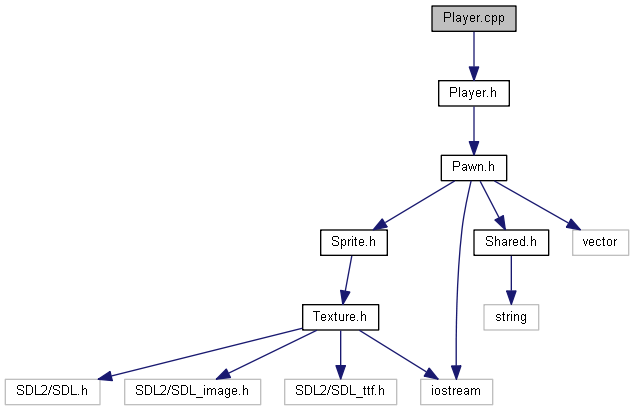 Player.cpp
Player.h
Pawn.h
Sprite.h
Shared.h
vector
Texture.h
string
SDL2/SDL.h
SDL2/SDL_image.h
SDL2/SDL_ttf.h
iostream